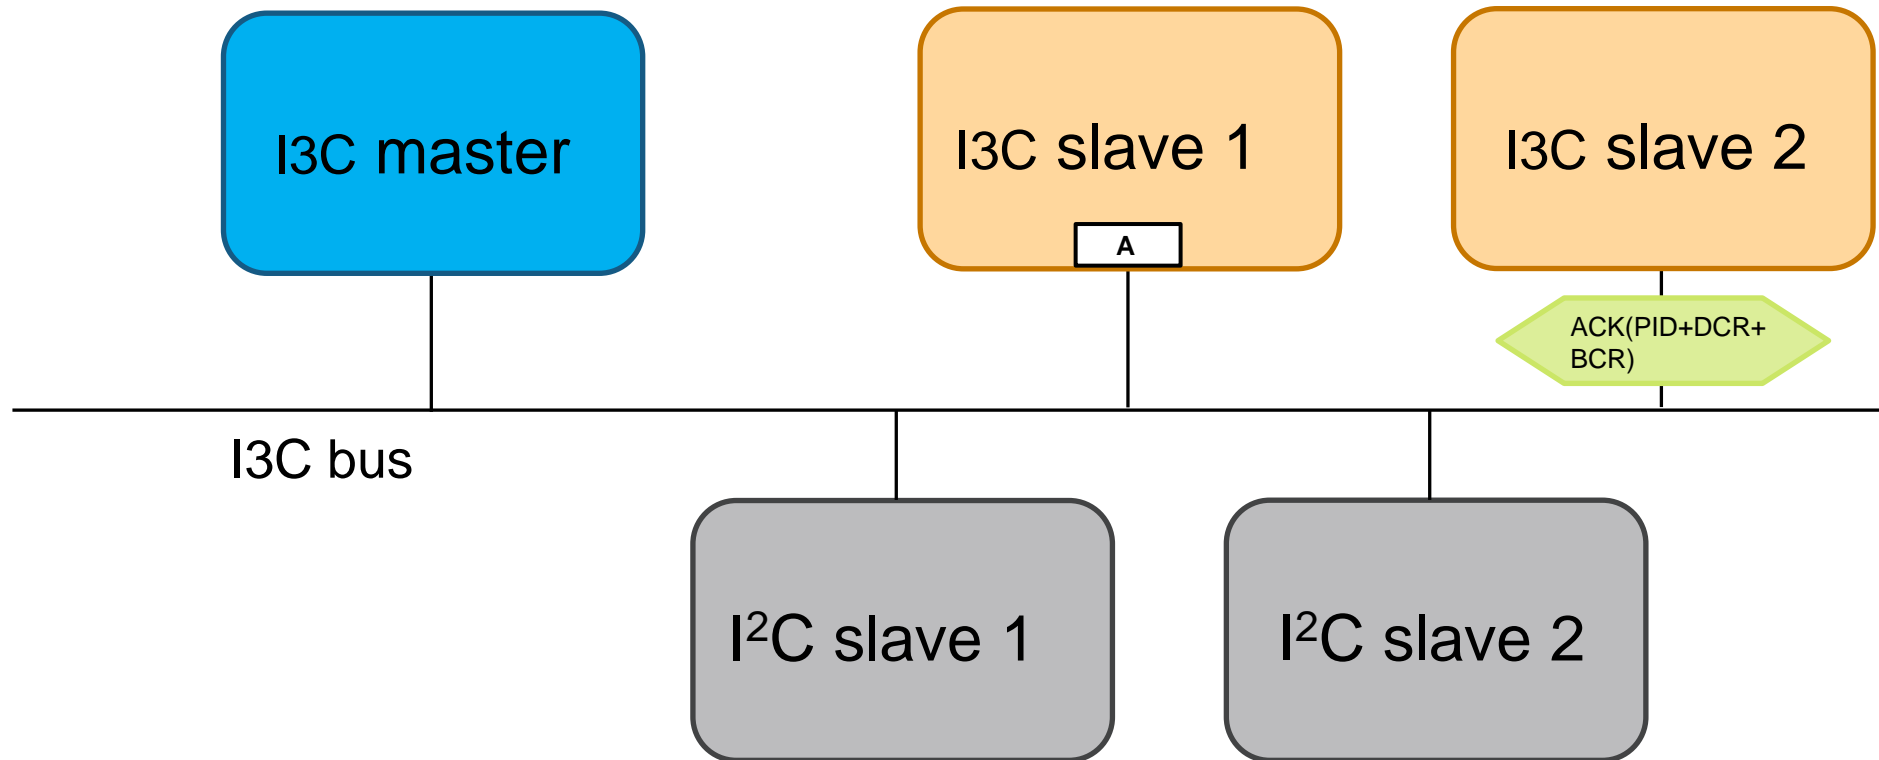 I3C master
I3C slave 1
I3C slave 2
A
ACK(PID+DCR+
BCR)
I3C bus
I²C slave 1
I²C slave 2